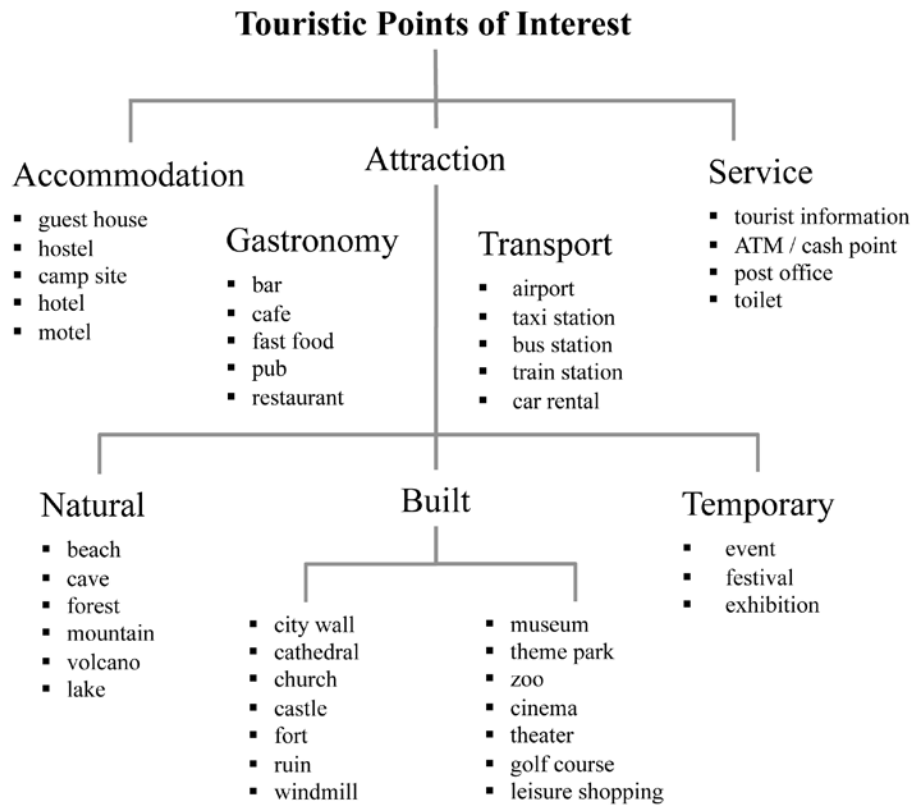 Touristic Points of Interest
Accommodation
▪ guest house
▪ hostel
▪ camp site
▪ hotel
▪ motel
Attraction
Gastronomy
▪ bar
▪ cafe
▪ fast food
▪ pub
▪ restaurant
Transport
▪ airport
▪ taxi station
▪ bus station
▪ train station
▪ car rental
Service
▪ tourist information
▪ ATM / cash point
▪ post office
▪ toilet
Natural
▪ beach
▪ cave
▪ forest
▪ mountain
▪ volcano
▪ lake
Built
▪ city wall
▪ cathedral
▪ church
▪ castle
▪ fort
▪ ruin
▪ windmill
▪ museum
▪ theme park
▪ zoo
▪ cinema
▪ theater
▪ golf course
▪ leisure shopping
Temporary
▪ event
▪ festival
▪ exhibition